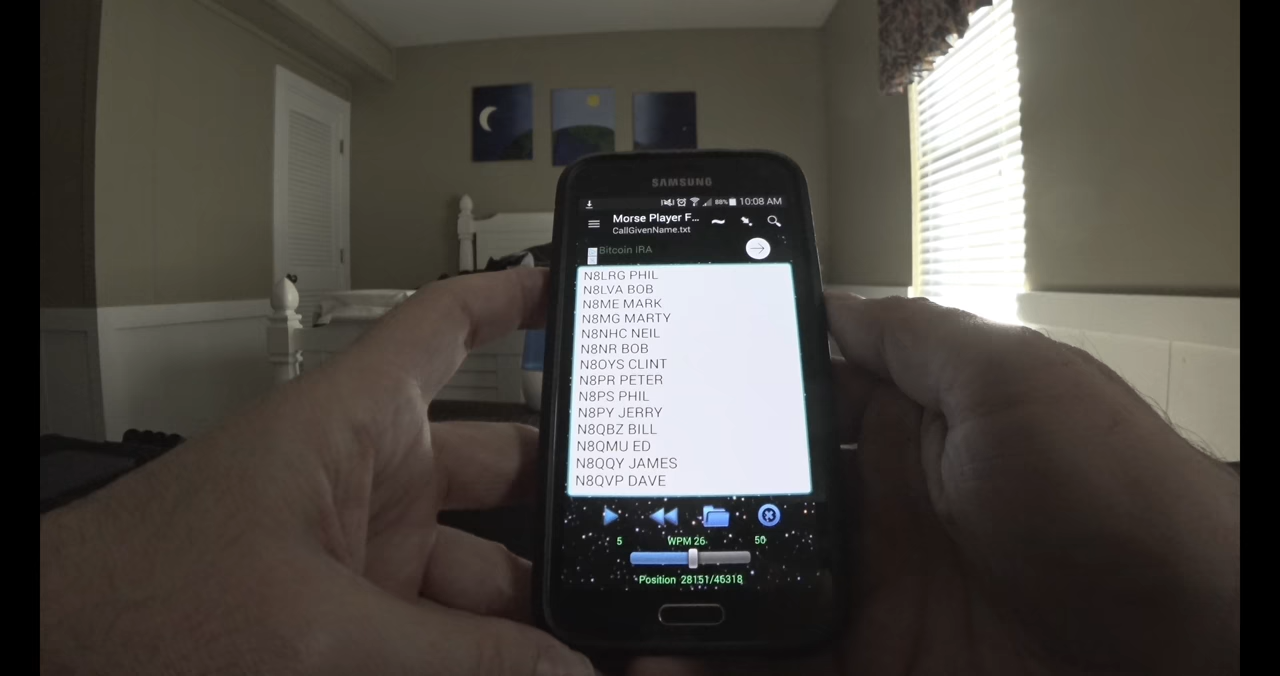 SAMSUNG
88% 10:08 AM
Morse Player F...
CallGivenName.txt
Bitcoin IRA
N8LRG PHIL
N8LVA BOB
N8ME MARK
N8MG MARTY
N8NHC NEIL
N8NR BOB
N8OYS CLINT
N8PR PETER
N8PS PHIL
N8PY JERRY
N8QBZ BILL
N8QMU ED
N8QQY JAMES
N8QVP DAVE
5 WPM 26 50
Position 28151/46318